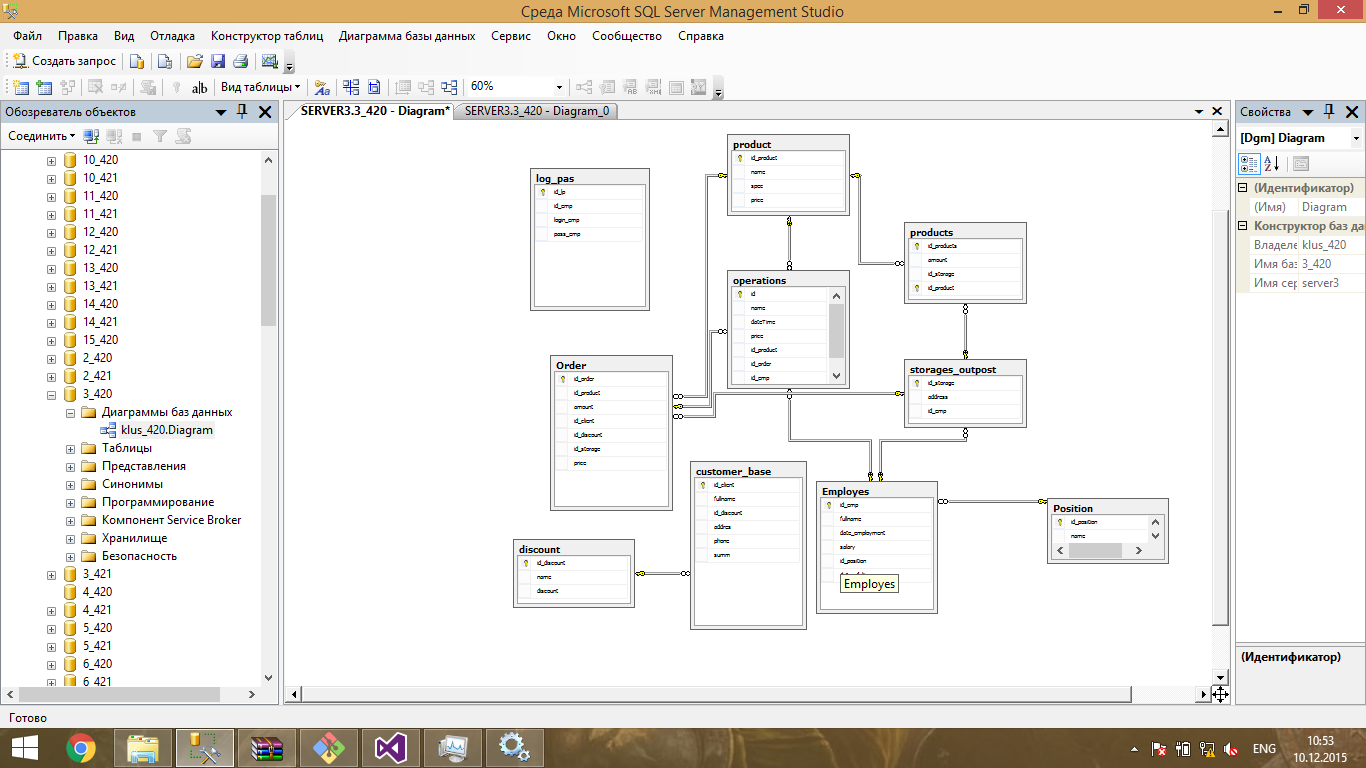 Среда Microsoft SQL Server Management Studio
Файл Правка Вид Отладка Конструктор таблиц Диаграмма базы данных Сервис Окно Сообщество Справка
Создать запрос
ab Вид таблицы 60%
Обозреватель объектов
SERVER3.3_420 - Diagram* SERVER3.3_420 - Diagram_0
Соединить
10_420
10_421
11_420
11_421
12_420
12_421
13_420
13_421
14_420
14_421
15_420
2_420
2_421
3_420
Диаграммы баз данных
klus_420.Diagram
Таблицы
Представления
Синонимы
Программирование
Компонент Service Broker
Хранилище
Безопасность
3_421
4_420
4_421
5_420
5_421
6_420
6_421
product
id_product
name
spec
price
log_pas
id_lp
id_emp
login_emp
pass_emp
products
id_products
amount
id_storage
id_product
operations
id
name
dateTime
price
id_product
id_order
id_emp
Order
id_order
id_product
amount
id_client
id_discount
id_storage
price
storages_outpost
id_storage
address
id_emp
customer_base
id_client
fullname
id_discount
addres
phone
summ
Employes
id_emp
fullname
date_employment
salary
id_position
Employes
Position
id_position
name
discount
id_discount
name
discount
Свойства
[Dgm] Diagram
(Идентификатор)
(Имя) Diagram
Конструктор баз да
Владеле klus_420
Имя баз 3_420
Имя сер server3
(Идентификатор)
Готово
ENG
10:53
10.12.2015